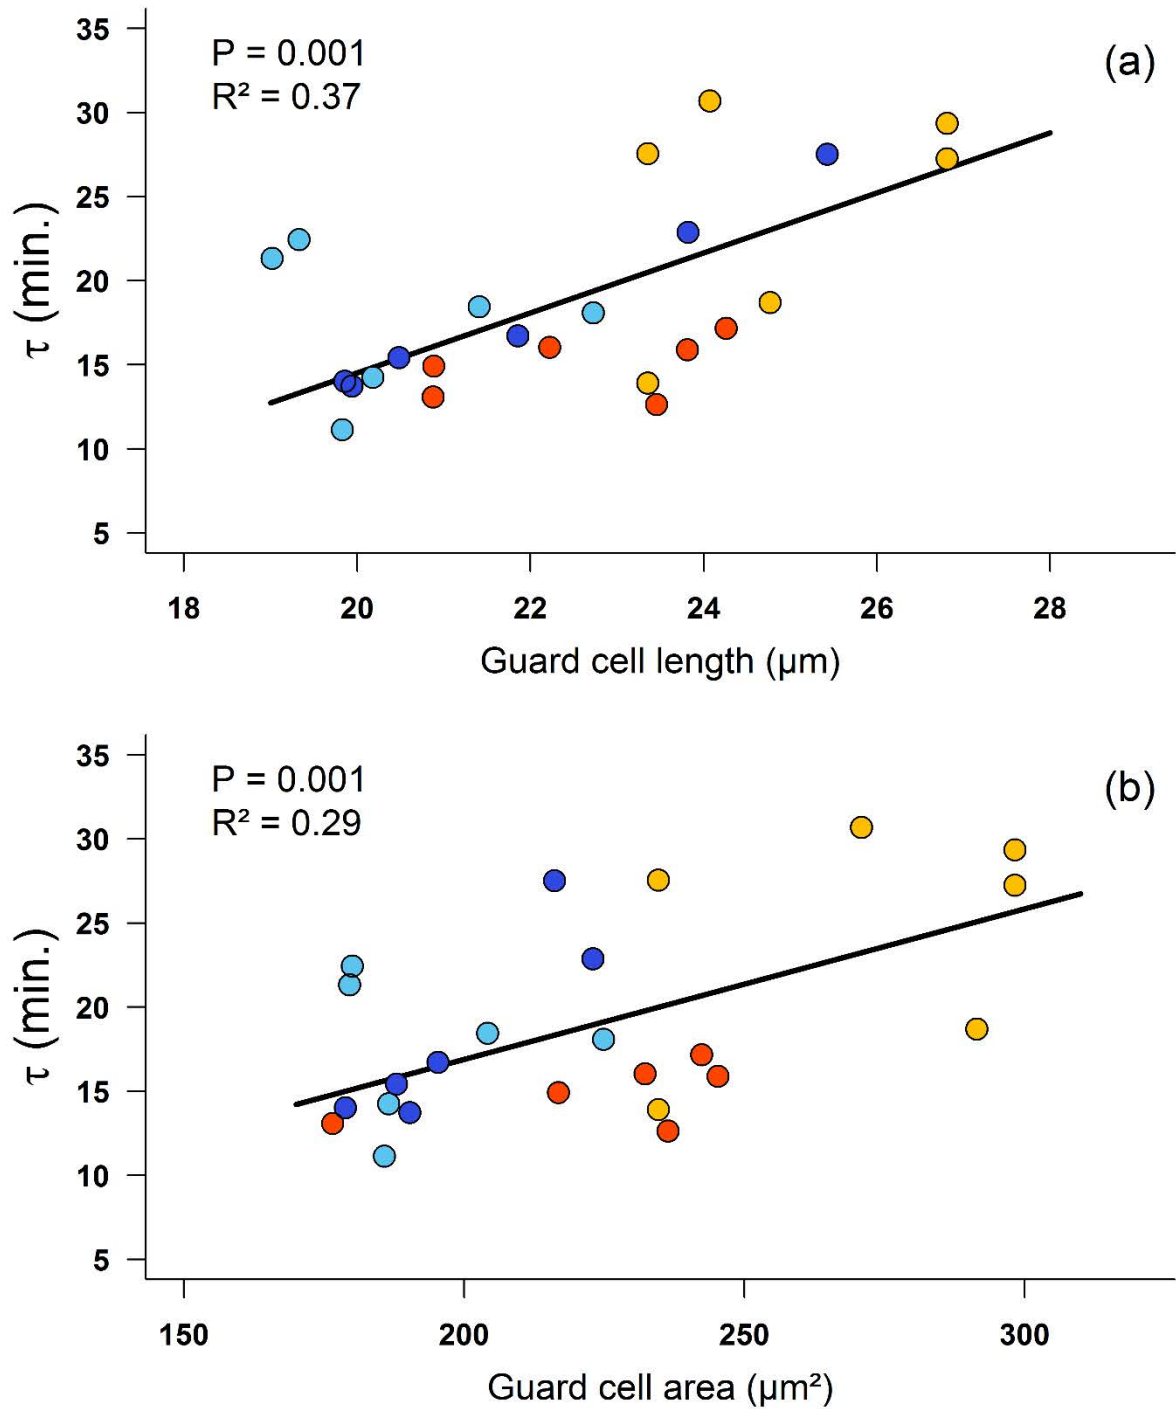 35
30
25
20
15
10
5
τ (min.)
P = 0.001
R² = 0.37
(a)
18 20 22 24 26 28
Guard cell length (µm)
35
30
25
20
15
10
5
τ (min.)
P = 0.001
R² = 0.29
(b)
150 200 250 300
Guard cell area (µm²)